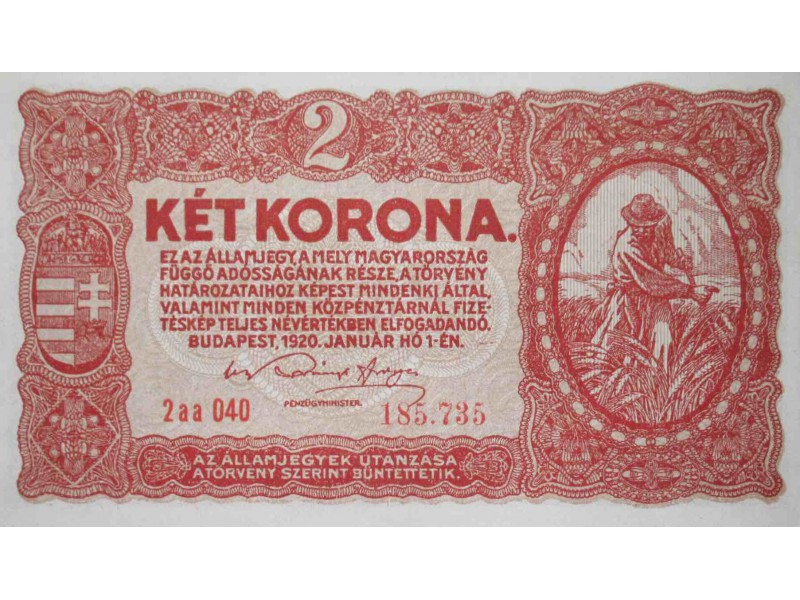 2
KÉT KORONA.
EZ AZ ÁLLAMJEGY, A MELY MAGYARORSZÁG
FÜGGŐ ADÓSSÁGÁNAK RÉSZE, A TÖRVÉNY
HATÁROZATAIHOZ KÉPEST MINDENKI ÁLTAL,
VALAMINT MINDEN KÖZPÉNZTÁRNÁL FIZE-
TÉSKÉP TELJES NÉVÉRTÉKBEN ELFOGADANDÓ.
BUDAPEST, 1920. JANUÁR HÓ 1-ÉN.
PÉNZÜGYMINISTER.
2aa 040 185.735
AZ ÁLLAMJEGYEK UTÁNZÁSA
A TÖRVÉNY SZERINT BÜNTETTETIK.